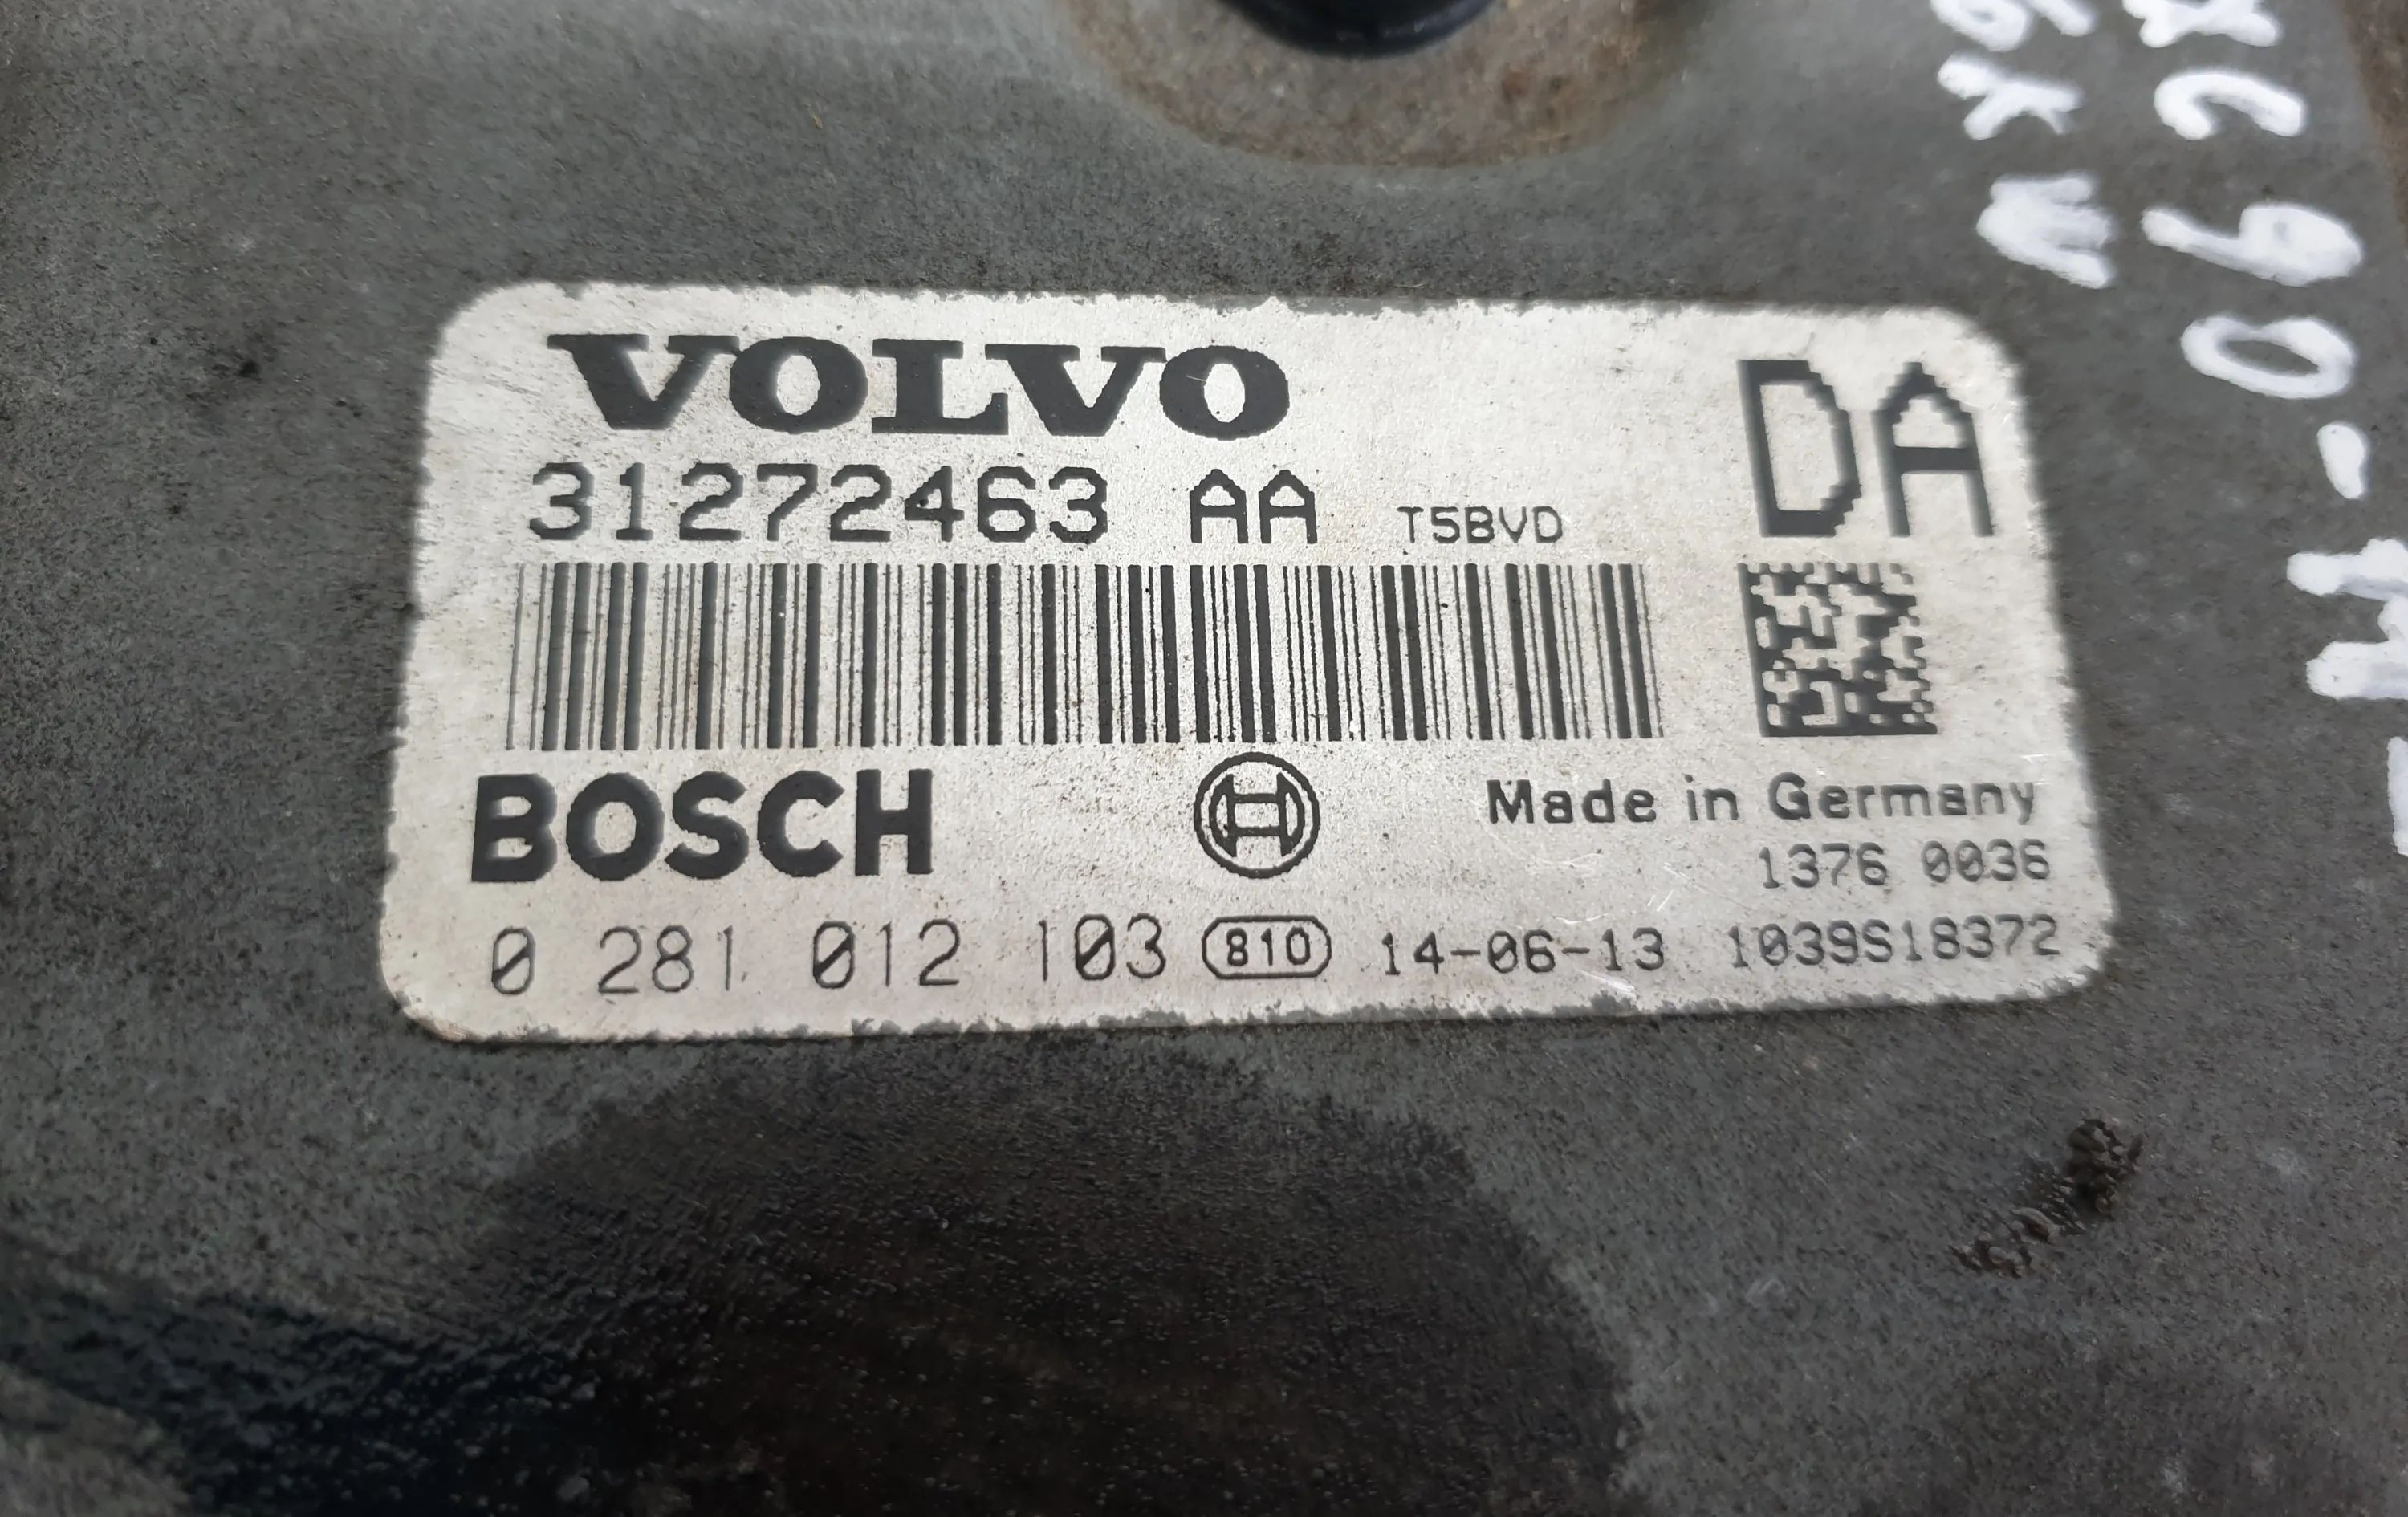 VOLVO
DA
31272463 AA T5BVD
BOSCH
Made in Germany
1376 0036
0 281 012 103 810 14-06-13 1039S18372